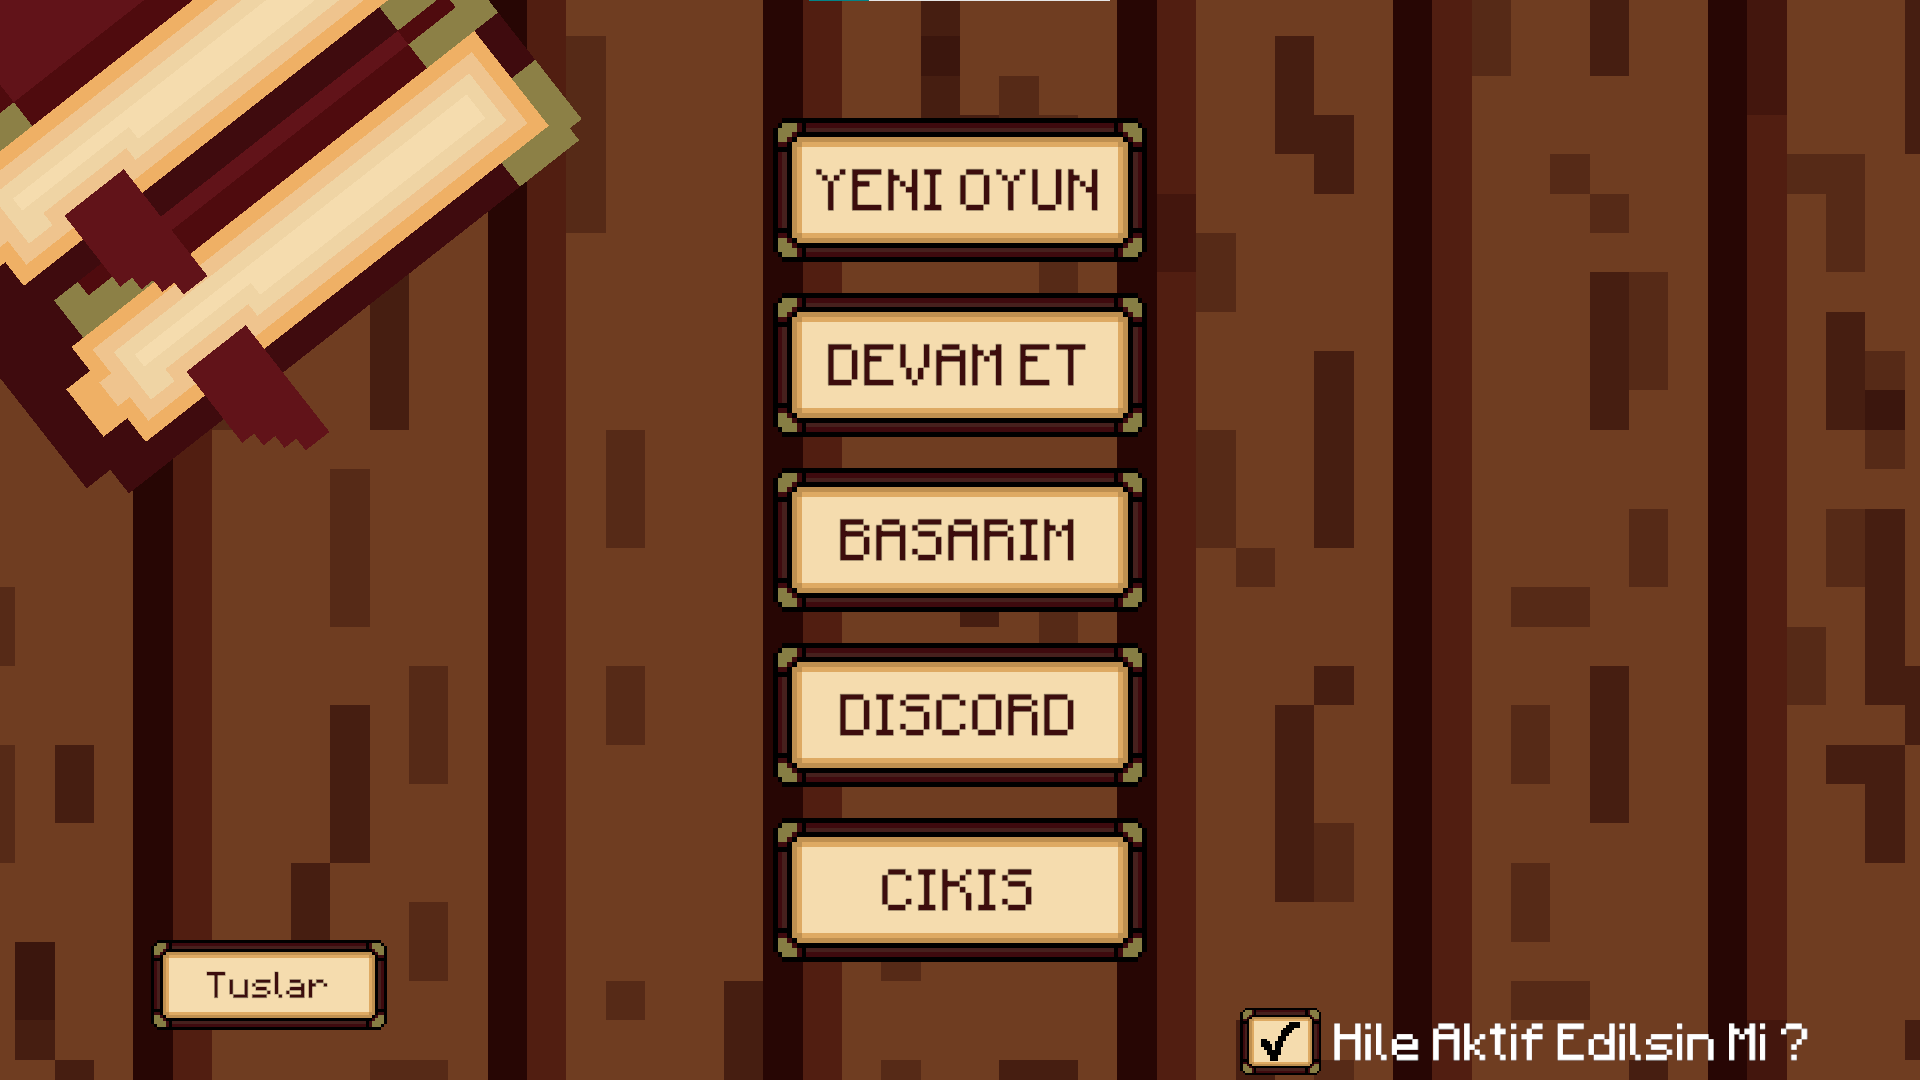 YENI OYUN
DEVAM ET
BASARIM
DISCORD
CIKIS
Tuslar
Hile Aktif Edilsin Mi ?